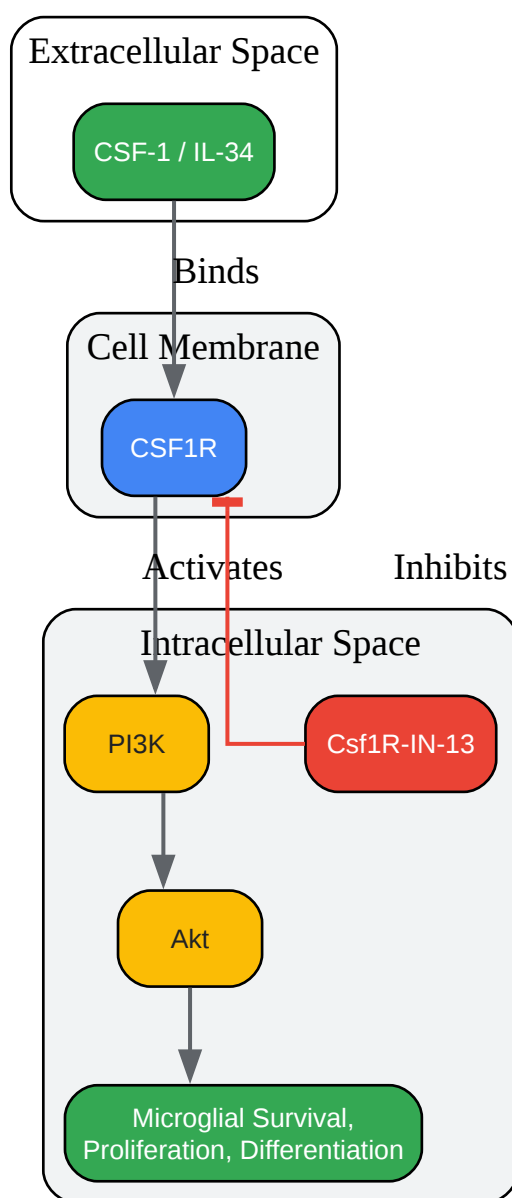 Extracellular Space
CSF-1 / IL-34
Binds
Cell Membrane
CSF1R
Activates
Inhibits
Intracellular Space
PI3K
Csf1R-IN-13
Akt
Microglial Survival,
Proliferation, Differentiation